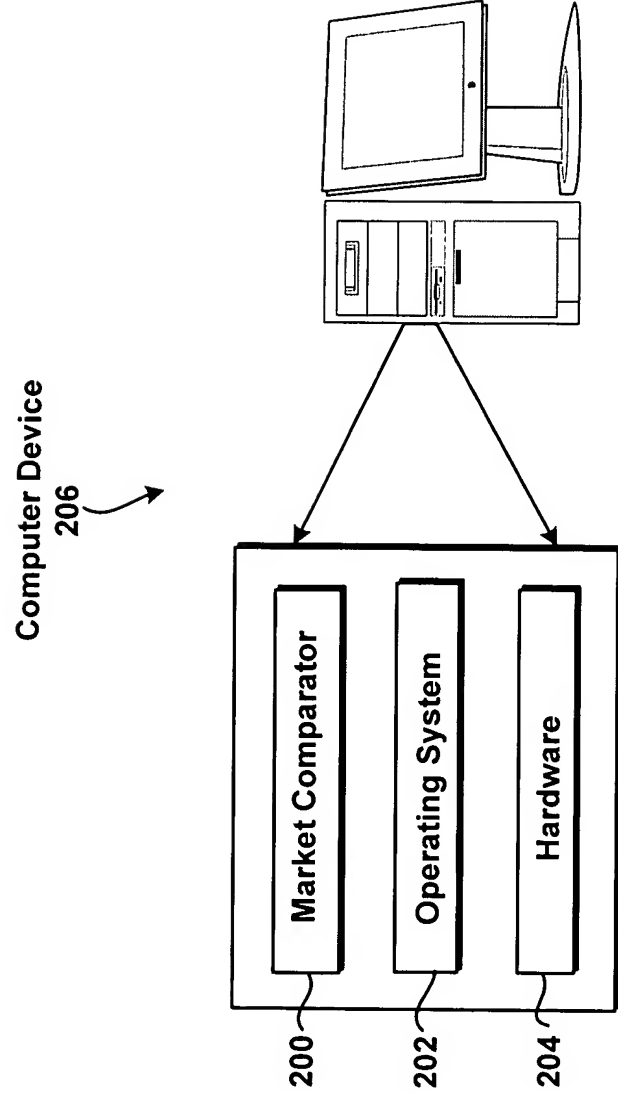 Computer Device
206
Market Comparator
200
Operating System
202
Hardware
204